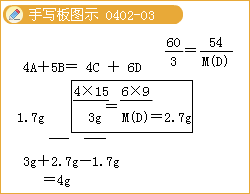 手写板图示 0402-03
60/3 = 54/M(D)
4A+5B= 4C + 6D
4×15/3g = 6×9/M(D)=2.7g
1.7g
3g+2.7g-1.7g
=4g